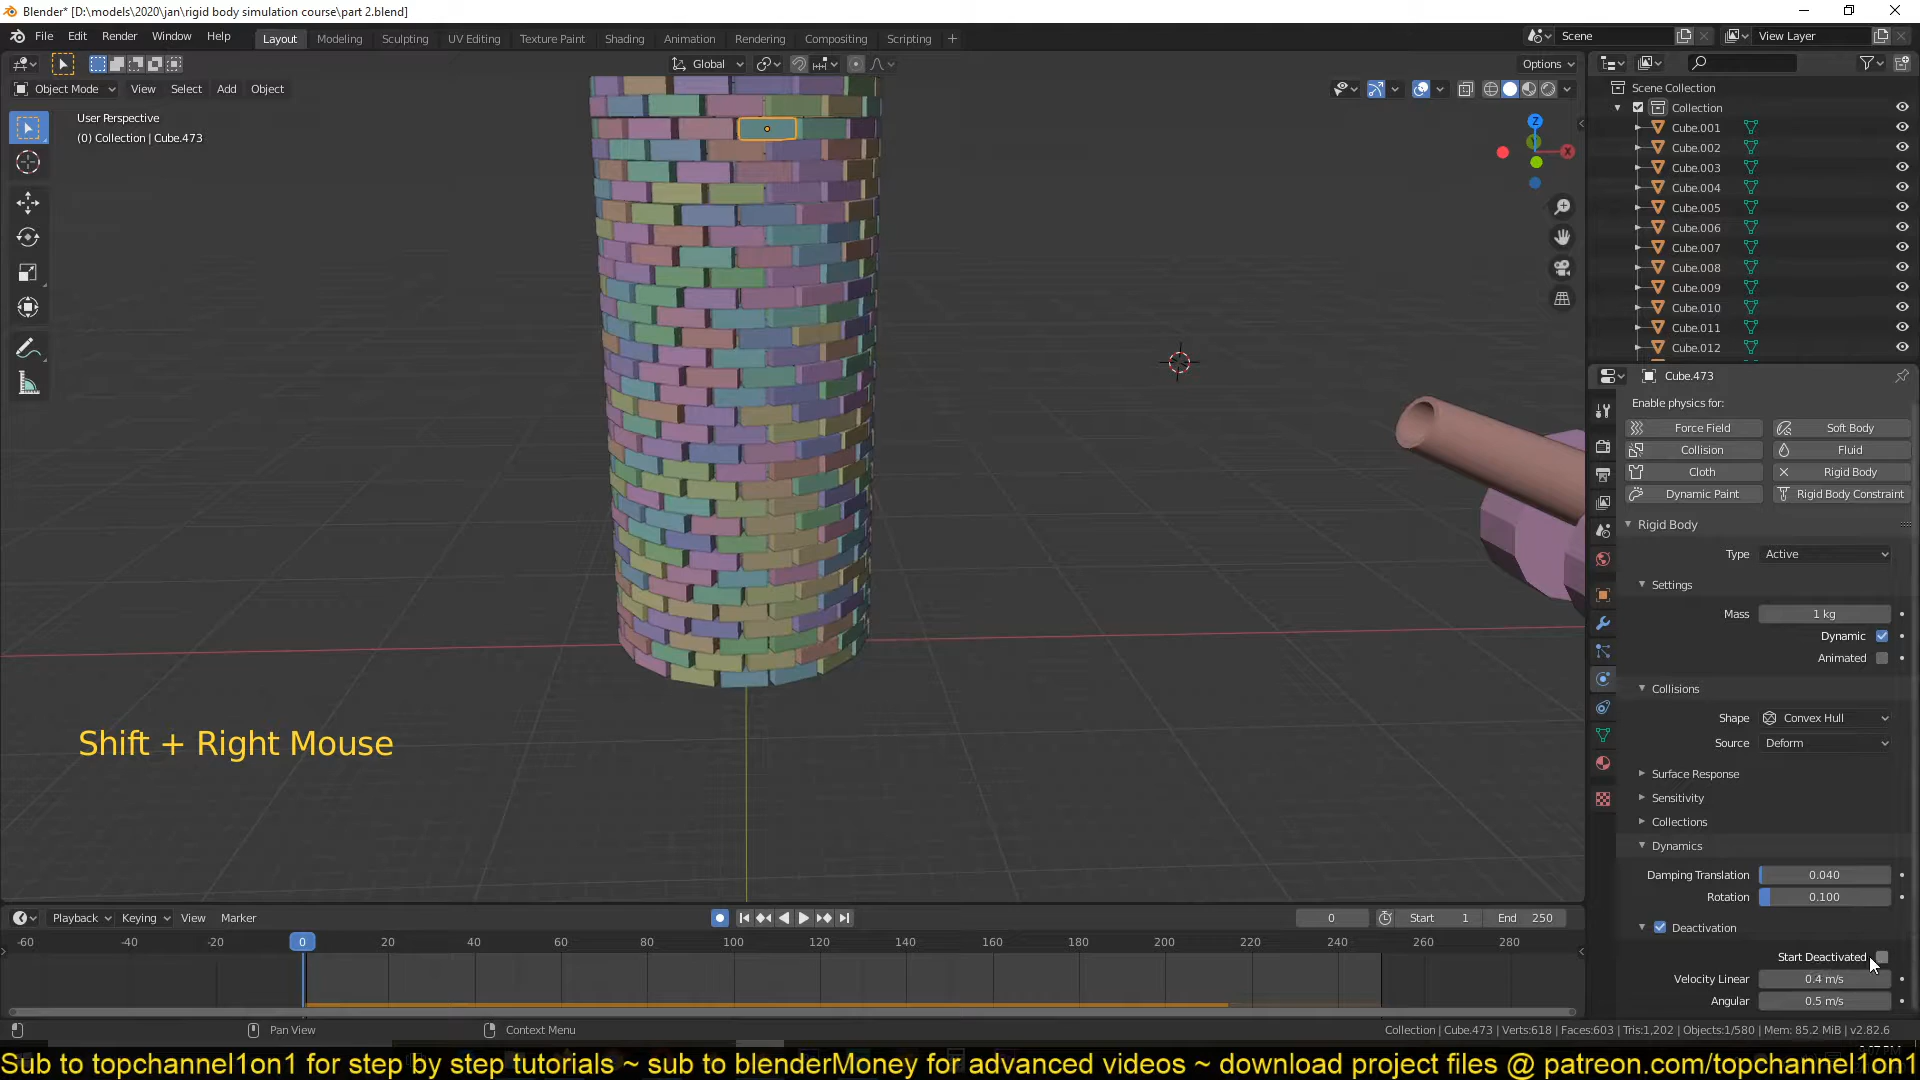 Blender* [D:\models\2020\jan\rigid body simulation course\part 2.blend]
File Edit Render Window Help
Layout Modeling Sculpting UV Editing Texture Paint Shading Animation Rendering Compositing Scripting +
Scene
View Layer
Global
Options
Object Mode View Select Add Object
User Perspective
(0) Collection | Cube.473
Z
X
Scene Collection
Collection
Cube.001
Cube.002
Cube.003
Cube.004
Cube.005
Cube.006
Cube.007
Cube.008
Cube.009
Cube.010
Cube.011
Cube.012
Cube.473
Enable physics for:
Force Field
Soft Body
Collision
Fluid
Cloth
Rigid Body
Dynamic Paint
Rigid Body Constraint
Rigid Body
Type Active
Settings
Mass 1 kg
Dynamic
Animated
Collisions
Shape Convex Hull
Source Deform
Surface Response
Sensitivity
Collections
Dynamics
Damping Translation 0.040
Rotation 0.100
Deactivation
Start Deactivated
Velocity Linear 0.4 m/s
Angular 0.5 m/s
Shift + Right Mouse
Playback Keying View Marker
0 Start 1 End 250
-60 -40 -20 0 20 40 60 80 100 120 140 160 180 200 220 240 260 280
Pan View
Context Menu
Collection | Cube.473 | Verts:618 | Faces:603 | Tris:1,202 | Objects:1/580 | Mem: 85.2 MiB | v2.82.6
Sub to topchannel1on1 for step by step tutorials ~ sub to blenderMoney for advanced videos ~ download project files @ patreon.com/topchannel1on1